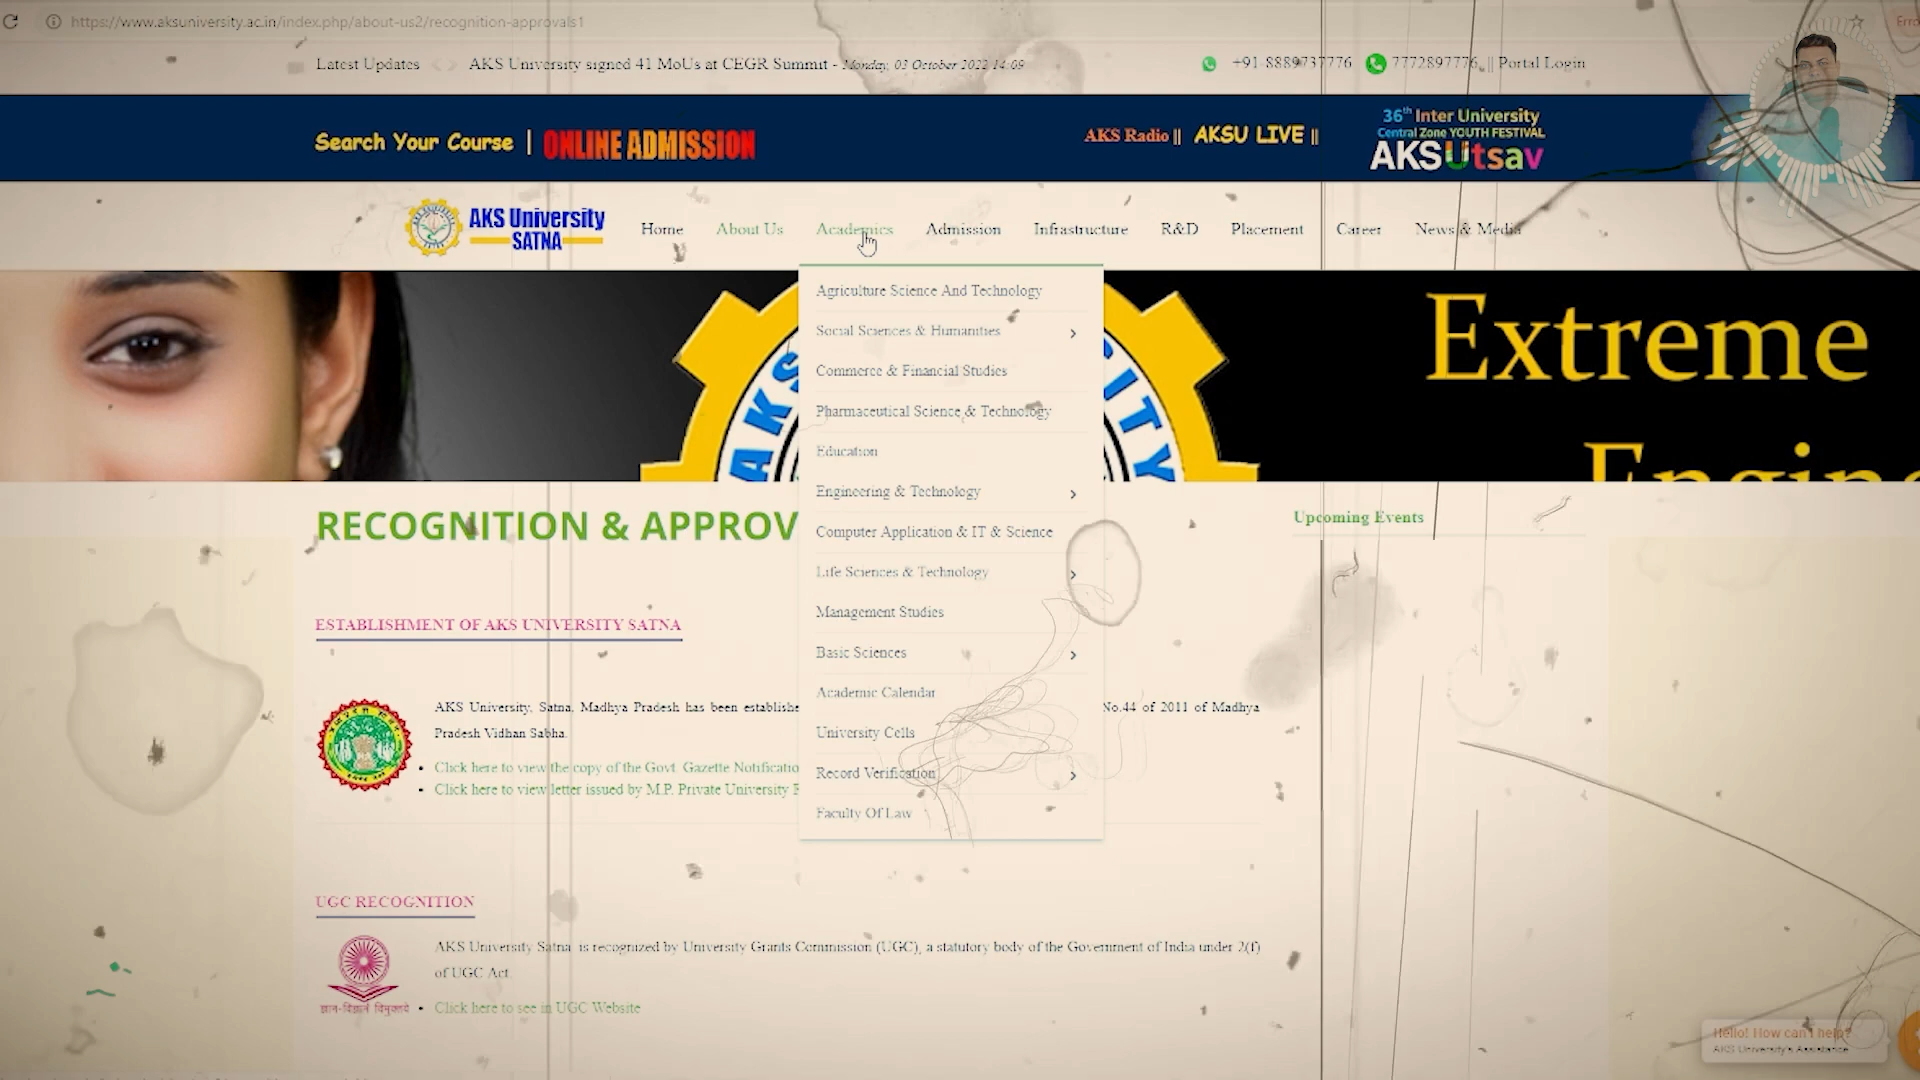 https://www.aksuniversity.ac.in/index.php/about-us2/recognition-approvals1
Latest Updates AKS University signed 41 MoUs at CEGR Summit - Monday, 03 October 2022 14:09
+91-8889737776 7772897776 || Portal Login
Search Your Course | ONLINE ADMISSION
AKS Radio || AKSU LIVE ||
36th Inter University
Central Zone YOUTH FESTIVAL
AKSUtsav
AKS University
SATNA
Home About Us Academics Admission Infrastructure R&D Placement Career News & Media
Agriculture Science And Technology
Social Sciences & Humanities
Commerce & Financial Studies
Pharmaceutical Science & Technology
Education
Engineering & Technology
Computer Application & IT & Science
Life Sciences & Technology
Management Studies
Basic Sciences
Academic Calendar
University Cells
Record Verification
Faculty Of Law
AKS
ITY
Extreme
RECOGNITION & APPROV
Upcoming Events
ESTABLISHMENT OF AKS UNIVERSITY SATNA
AKS University, Satna, Madhya Pradesh has been establishe No.44 of 2011 of Madhya
Pradesh Vidhan Sabha.
Click here to view the copy of the Govt. Gazette Notificatio
Click here to view letter issued by M.P. Private University
UGC RECOGNITION
AKS University Satna is recognized by University Grants Commission (UGC), a statutory body of the Government of India under 2(f)
of UGC Act.
ज्ञान-विज्ञानं विमुक्तये
Click here to see in UGC Website
Hello! How can I help?
AKS University's Assistance